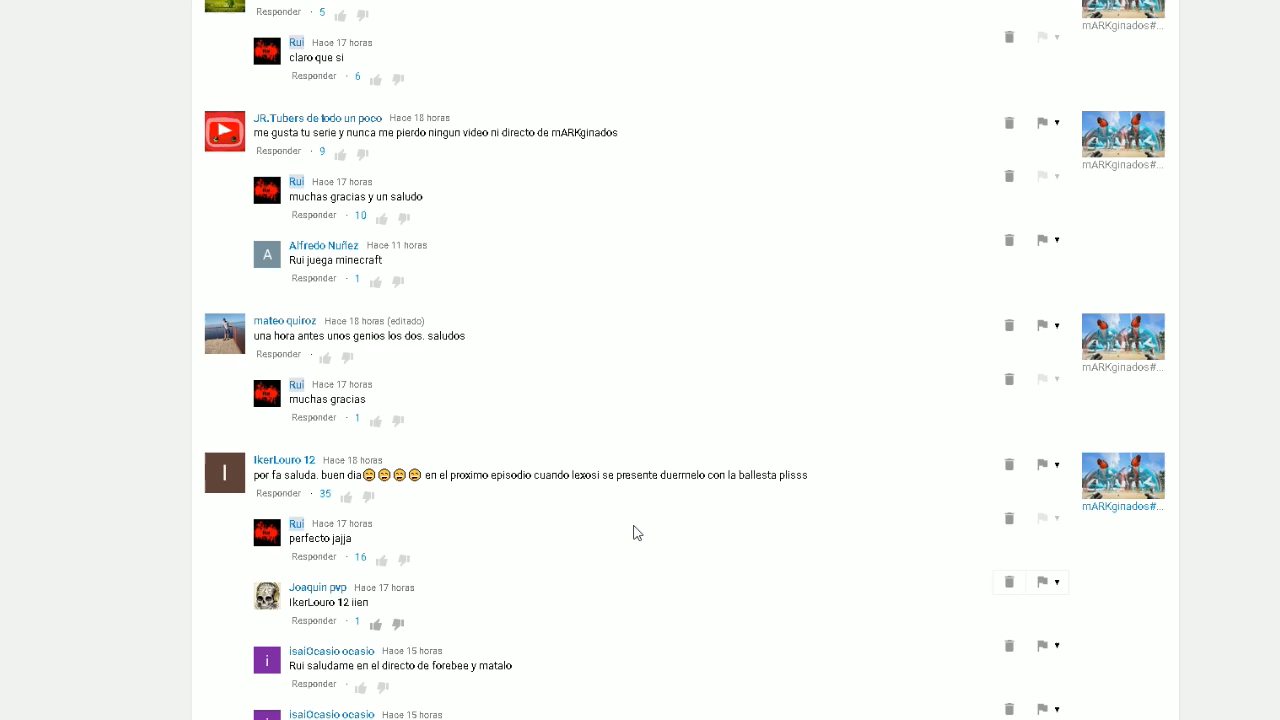 Responder · 5
mARKginados#...
Rui Hace 17 horas
claro que si
Responder · 6
JR.Tubers de todo un poco Hace 18 horas
me gusta tu serie y nunca me pierdo ningun video ni directo de mARKginados
Responder · 9
mARKginados#...
Rui Hace 17 horas
muchas gracias y un saludo
Responder · 10
Alfredo Nuñez Hace 11 horas
A
Rui juega minecraft
Responder · 1
mateo quiroz Hace 18 horas (editado)
una hora antes unos genios los dos. saludos
Responder ·
mARKginados#...
Rui Hace 17 horas
muchas gracias
Responder · 1
IkerLouro 12 Hace 18 horas
I
por fa saluda. buen dia😄😄😄😄 en el proximo episodio cuando lexosi se presente duermelo con la ballesta plisss
Responder · 35
mARKginados#...
Rui Hace 17 horas
perfecto jajja
Responder · 16
Joaquin pvp Hace 17 horas
IkerLouro 12 iien
Responder · 1
isaiOcasio ocasio Hace 15 horas
i
Rui saludame en el directo de forebee y matalo
Responder ·
isaiOcasio ocasio Hace 15 horas